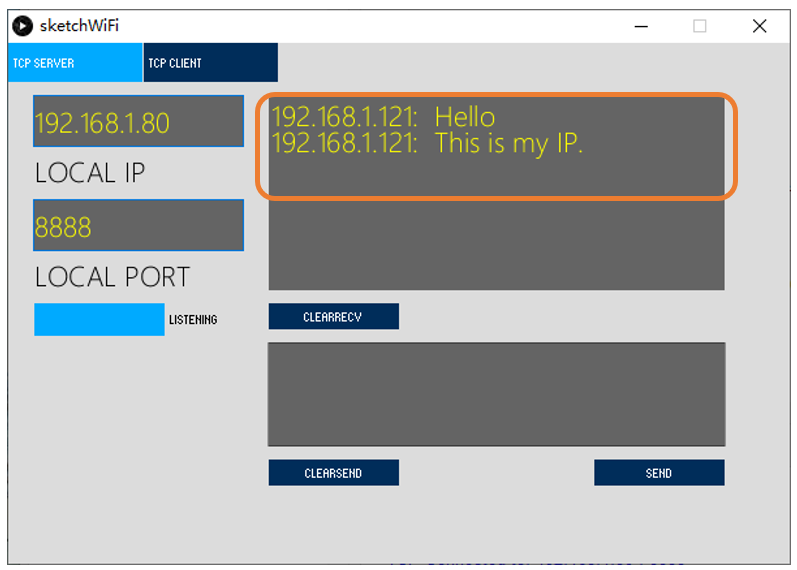 sketchWiFi
TCP SERVER
TCP CLIENT
192.168.1.80
LOCAL IP
8888
LOCAL PORT
LISTENING
192.168.1.121: Hello
192.168.1.121: This is my IP.
CLEARRECV
CLEARSEND
SEND